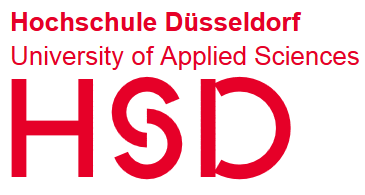 Hochschule Düsseldorf
University of Applied Sciences
HSD